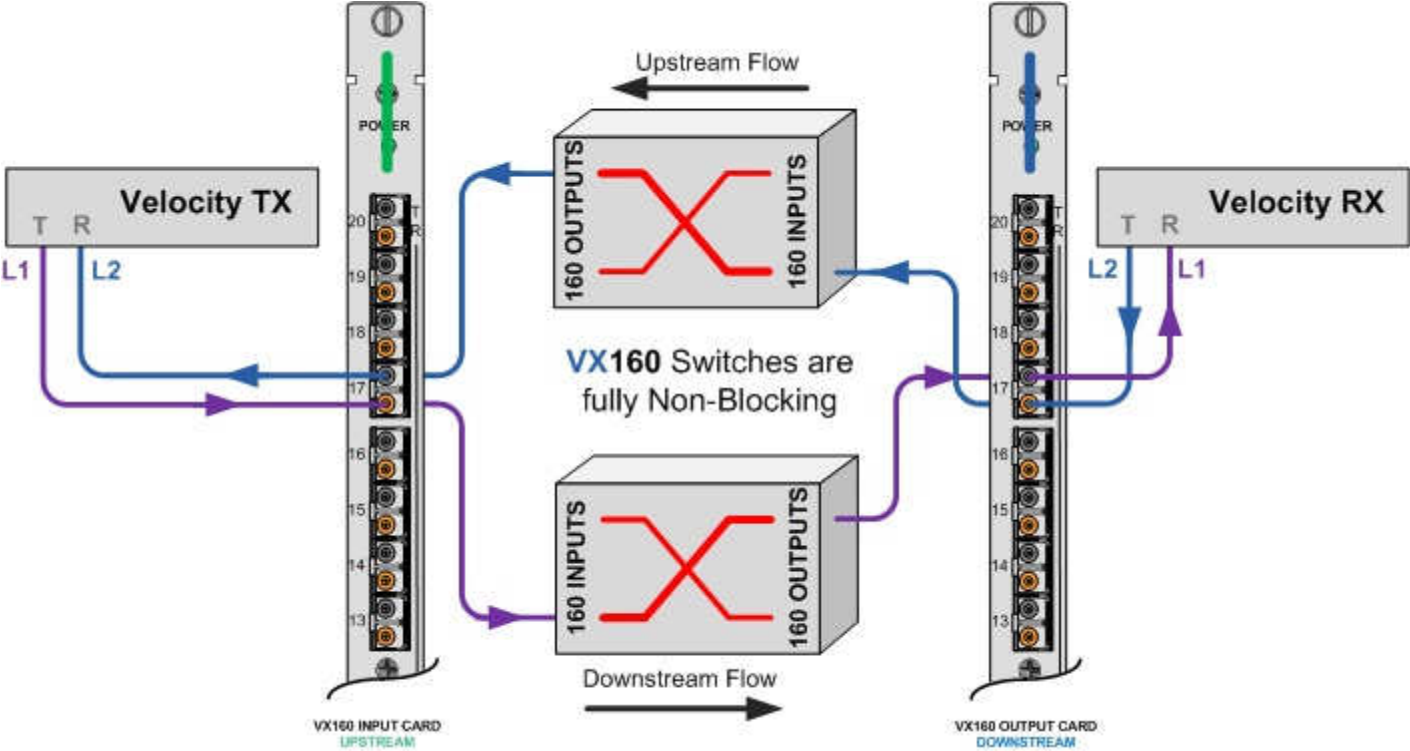 Upstream Flow
POWER
POWER
160 OUTPUTS
160 INPUTS
Velocity TX
T R
L1 L2
Velocity RX
T R
L2 L1
T
R
20
19
18
17
16
15
14
13
T
R
20
19
18
17
16
15
14
13
VX160 Switches are
fully Non-Blocking
160 INPUTS
160 OUTPUTS
Downstream Flow
VX160 INPUT CARD
UPSTREAM
VX160 OUTPUT CARD
DOWNSTREAM